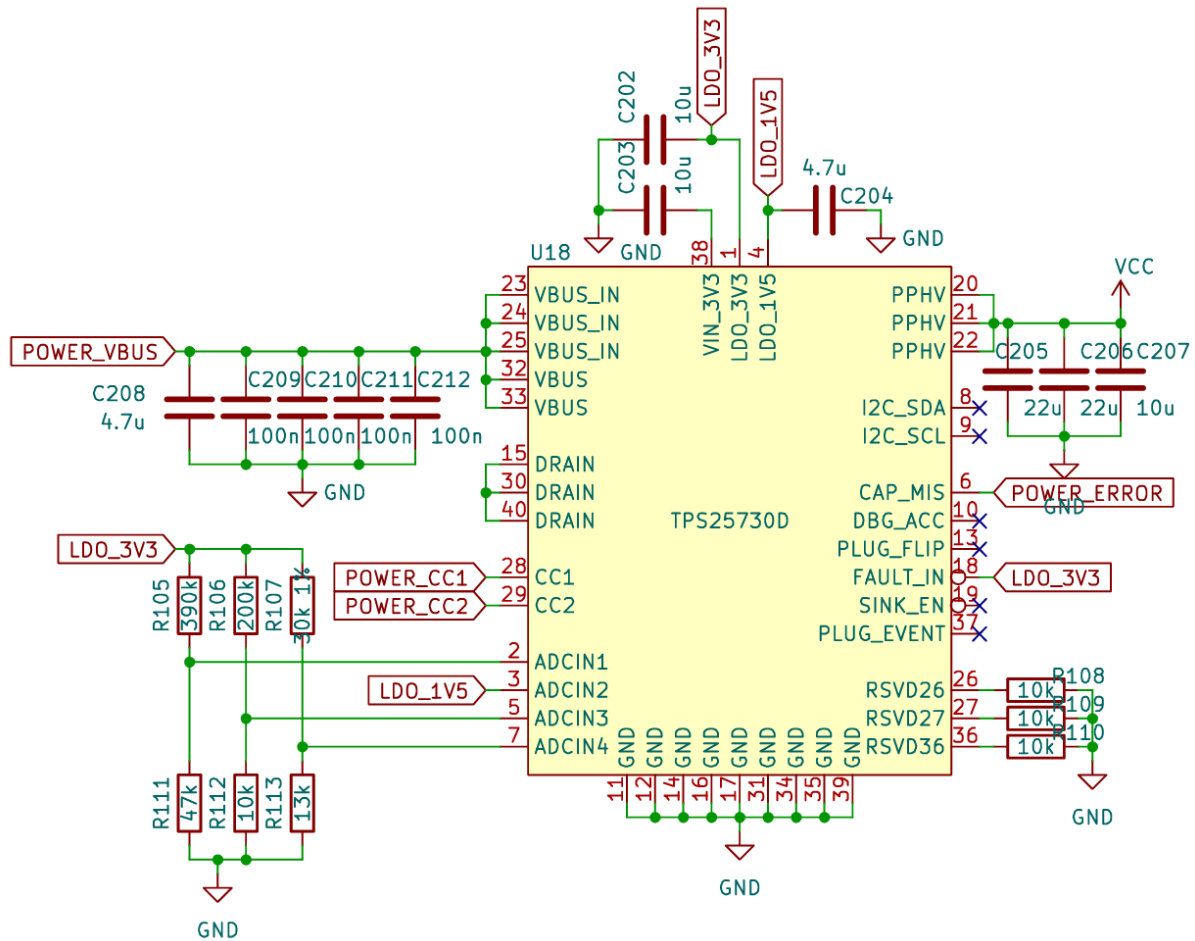 LDO_3V3
LDO_1V5
C202
10u
C203
10u
4.7u
C204
GND
GND
U18
38
1
4
VIN_3V3
LDO_3V3
LDO_1V5
VCC
23 VBUS_IN
24 VBUS_IN
25 VBUS_IN
32 VBUS
33 VBUS
PPHV 20
PPHV 21
PPHV 22
POWER_VBUS
C208
4.7u
C209 C210 C211 C212
100n 100n 100n 100n
GND
C205 C206 C207
22u 22u 10u
GND
I2C_SDA 8
I2C_SCL 9
15 DRAIN
30 DRAIN
40 DRAIN
TPS25730D
CAP_MIS 6 POWER_ERROR
DBG_ACC 10
PLUG_FLIP 13
FAULT_IN 18 LDO_3V3
SINK_EN 19
PLUG_EVENT 37
LDO_3V3
R105 390k
R106 200k
R107 30k 1%
POWER_CC1 28 CC1
POWER_CC2 29 CC2
2 ADCIN1
LDO_1V5 3 ADCIN2
5 ADCIN3
7 ADCIN4
RSVD26 26 10k R108
RSVD27 27 10k R109
RSVD36 36 10k R110
GND
R111 47k
R112 10k
R113 13k
GND
GND GND GND GND GND GND GND GND GND
11 12 14 16 17 31 34 35 39
GND